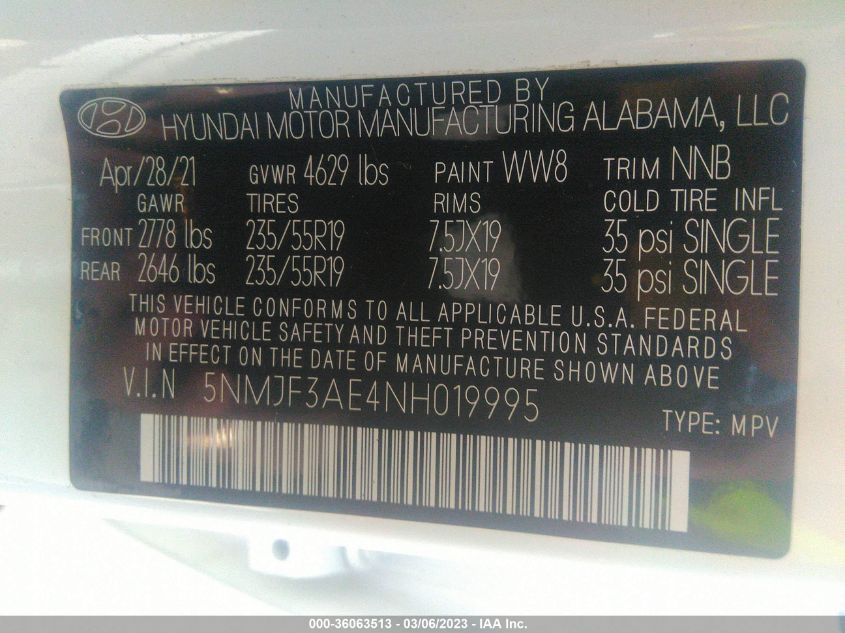 MANUFACTURED BY
HYUNDAI MOTOR MANUFACTURING ALABAMA, LLC
Apr/28/21 GVWR 4629 lbs PAINT WW8 TRIM NNB
GAWR TIRES RIMS COLD TIRE INFL
FRONT 2778 lbs 235/55R19 7.5JX19 35 psi SINGLE
REAR 2646 lbs 235/55R19 7.5JX19 35 psi SINGLE
THIS VEHICLE CONFORMS TO ALL APPLICABLE U.S.A. FEDERAL
MOTOR VEHICLE SAFETY AND THEFT PREVENTION STANDARDS
IN EFFECT ON THE DATE OF MANUFACTURE SHOWN ABOVE
V.I.N 5NMJF3AE4NH019995
TYPE: MPV
000-36063513 - 03/06/2023 - IAA Inc.